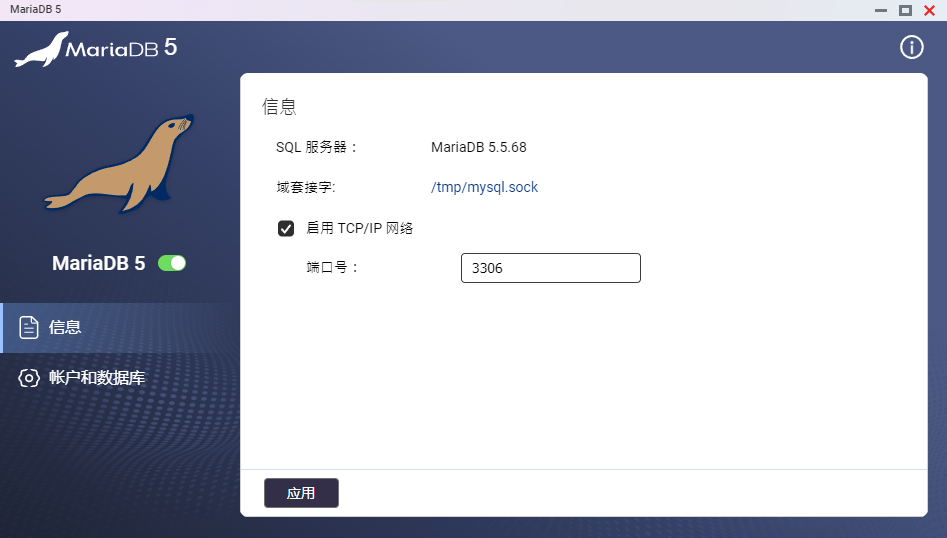 MariaDB 5
MariaDB 5
信息
SQL 服务器：
MariaDB 5.5.68
域套接字:
/tmp/mysql.sock
启用 TCP/IP 网络
端口号：
3306
MariaDB 5
信息
帐户和数据库
应用